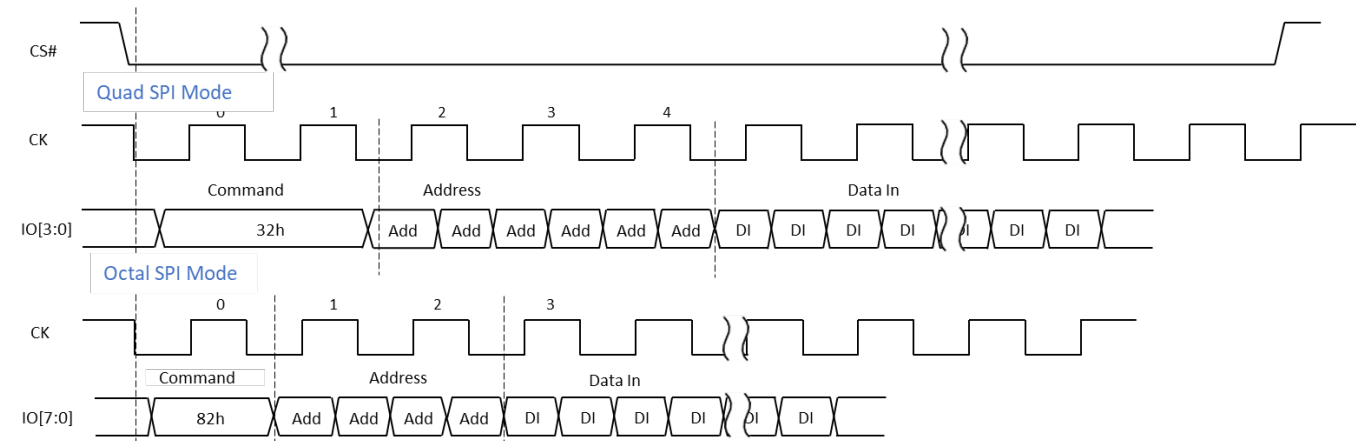 CS#
Quad SPI Mode
0 1 2 3 4
CK
Command Address Data In
IO[3:0] 32h Add Add Add Add Add Add DI DI DI DI DI DI DI
Octal SPI Mode
0 1 2 3
CK
Command Address Data In
IO[7:0] 82h Add Add Add Add DI DI DI DI DI DI